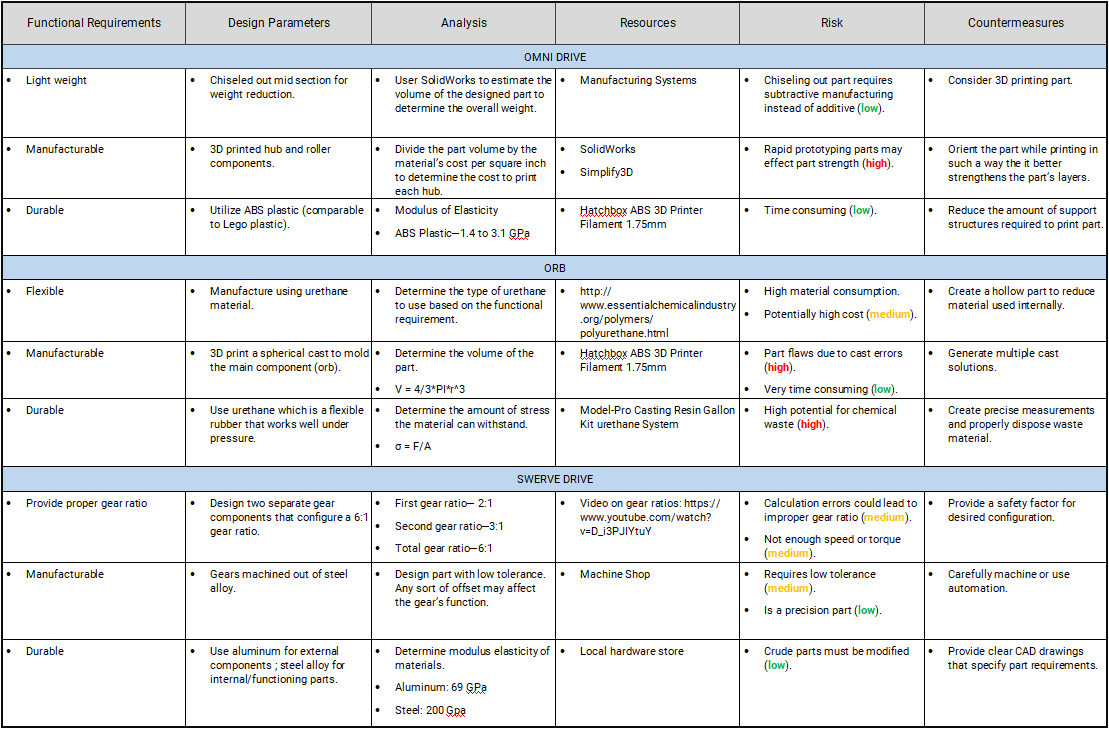 Functional Requirements
Design Parameters
Analysis
Resources
Risk
Countermeasures
OMNI DRIVE
• Light weight
• Chiseled out mid section for
weight reduction.
• User SolidWorks to estimate the
volume of the designed part to
determine the overall weight.
• Manufacturing Systems
• Chiseling out part requires
subtractive manufacturing
instead of additive (low).
• Consider 3D printing part.
• Manufacturable
• 3D printed hub and roller
components.
• Divide the part volume by the
material's cost per square inch
to determine the cost to print
each hub.
• SolidWorks
• Simplify3D
• Rapid prototyping parts may
effect part strength (high).
• Orient the part while printing in
such a way the it better
strengthens the part's layers.
• Durable
• Utilize ABS plastic (comparable
to Lego plastic).
• Modulus of Elasticity
• ABS Plastic—1.4 to 3.1 GPa
• Hatchbox ABS 3D Printer
Filament 1.75mm
• Time consuming (low).
• Reduce the amount of support
structures required to print part.
ORB
• Flexible
• Manufacture using urethane
material.
• Determine the type of urethane
to use based on the functional
requirement.
• http://
www.essentialchemicalindustry
.org/polymers/
polyurethane.html
• High material consumption.
• Potentially high cost (medium).
• Create a hollow part to reduce
material used internally.
• Manufacturable
• 3D print a spherical cast to mold
the main component (orb).
• Determine the volume of the
part.
• V = 4/3*PI*r^3
• Hatchbox ABS 3D Printer
Filament 1.75mm
• Part flaws due to cast errors
(high).
• Very time consuming (low).
• Generate multiple cast
solutions.
• Durable
• Use urethane which is a flexible
rubber that works well under
pressure.
• Determine the amount of stress
the material can withstand.
• σ = F/A
• Model-Pro Casting Resin Gallon
Kit urethane System
• High potential for chemical
waste (high).
• Create precise measurements
and properly dispose waste
material.
SWERVE DRIVE
• Provide proper gear ratio
• Design two separate gear
components that configure a 6:1
gear ratio.
• First gear ratio— 2:1
• Second gear ratio—3:1
• Total gear ratio—6:1
• Video on gear ratios: https://
www.youtube.com/watch?
v=D_i3PJIYtuY
• Calculation errors could lead to
improper gear ratio (medium).
• Not enough speed or torque
(medium).
• Provide a safety factor for
desired configuration.
• Manufacturable
• Gears machined out of steel
alloy.
• Design part with low tolerance.
Any sort of offset may affect
the gear's function.
• Machine Shop
• Requires low tolerance
(medium).
• Is a precision part (low).
• Carefully machine or use
automation.
• Durable
• Use aluminum for external
components ; steel alloy for
internal/functioning parts.
• Determine modulus elasticity of
materials.
• Aluminum: 69 GPa
• Steel: 200 Gpa
• Local hardware store
• Crude parts must be modified
(low).
• Provide clear CAD drawings
that specify part requirements.